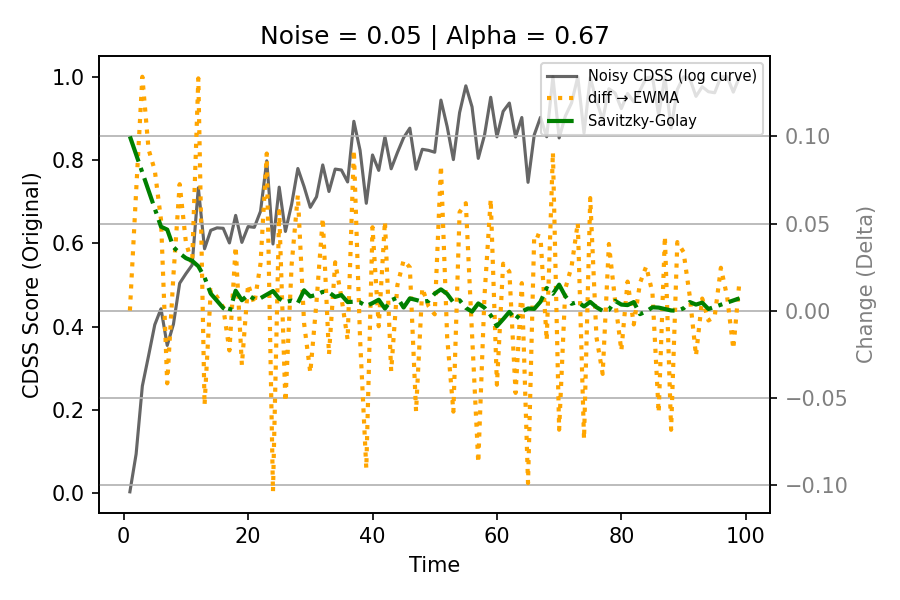 Noise = 0.05 | Alpha = 0.67
Noisy CDSS (log curve)
diff → EWMA
Savitzky-Golay
CDSS Score (Original)
1.0
0.8
0.6
0.4
0.2
0.0
0.10
0.05
0.00
−0.05
−0.10
Change (Delta)
0 20 40 60 80 100
Time